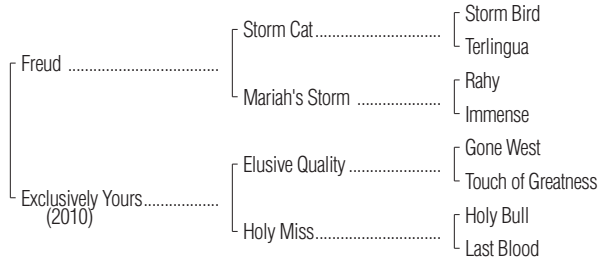 Storm Bird
Storm Cat
Terlingua
Freud
Rahy
Mariah's Storm
Immense
Gone West
Elusive Quality
Touch of Greatness
Exclusively Yours
(2010)
Holy Bull
Holy Miss
Last Blood